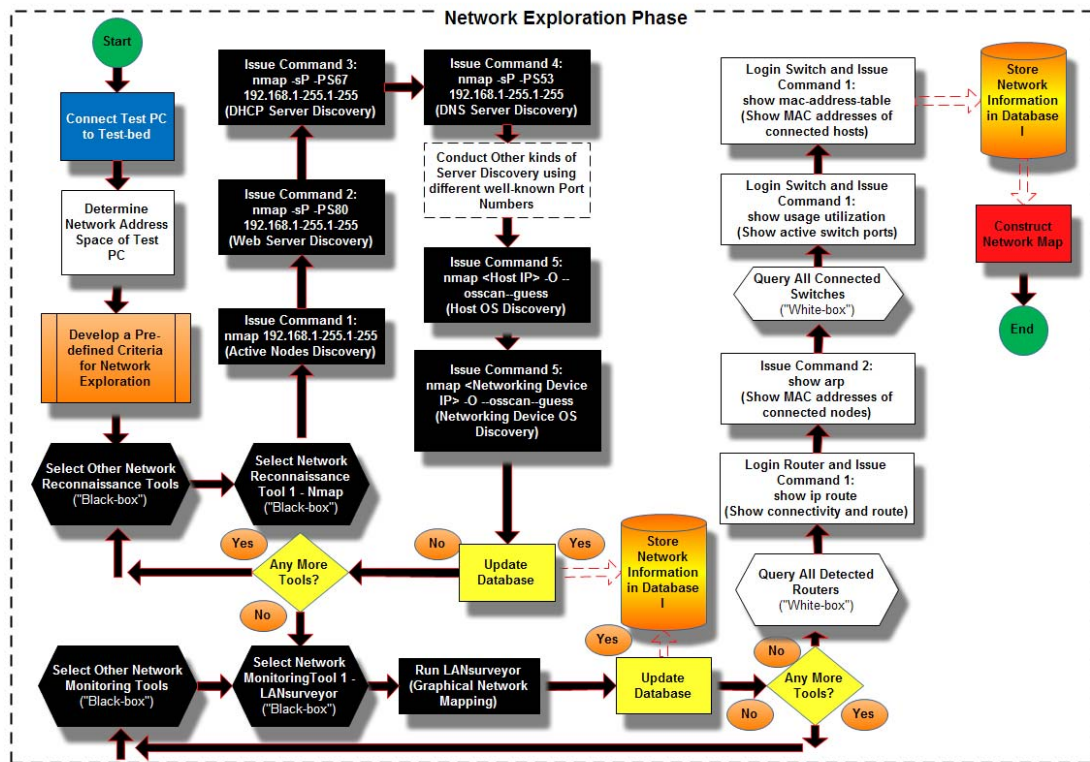 Network Exploration Phase
Start
Connect Test PC
to Test-bed
Determine
Network Address
Space of Test
PC
Develop a Pre-
defined Criteria
for Network
Exploration
Select Other Network
Reconnaissance Tools
("Black-box")
Select Network
Reconnaissance
Tool 1 - Nmap
("Black-box")
Issue Command 1:
nmap 192.168.1-255.1-255
(Active Nodes Discovery)
Issue Command 2:
nmap -sP -PS80
192.168.1-255.1-255
(Web Server Discovery)
Issue Command 3:
nmap -sP -PS67
192.168.1-255.1-255
(DHCP Server Discovery)
Issue Command 4:
nmap -sP -PS53
192.168.1-255.1-255
(DNS Server Discovery)
Conduct Other kinds of
Server Discovery using
different well-known Port
Numbers
Issue Command 5:
nmap <Host IP> -O --
osscan--guess
(Host OS Discovery)
Issue Command 5:
nmap <Networking Device
IP> -O --osscan--guess
(Networking Device OS
Discovery)
Update
Database
No
Yes
Store
Network
Information
in Database
I
Any More
Tools?
Yes
No
Select Other Network
Monitoring Tools
("Black-box")
Select Network
MonitoringTool 1 -
LANsurveyor
("Black-box")
Run LANsurveyor
(Graphical Network
Mapping)
Update
Database
Yes
No
Any More
Tools?
No
Yes
Query All Detected
Routers
("White-box")
Login Router and Issue
Command 1:
show ip route
(Show connectivity and route)
Issue Command 2:
show arp
(Show MAC addresses of
connected nodes)
Query All Connected
Switches
("White-box")
Login Switch and Issue
Command 1:
show usage utilization
(Show active switch ports)
Login Switch and Issue
Command 1:
show mac-address-table
(Show MAC addresses of
connected hosts)
Store
Network
Information
in Database
I
Construct
Network Map
End